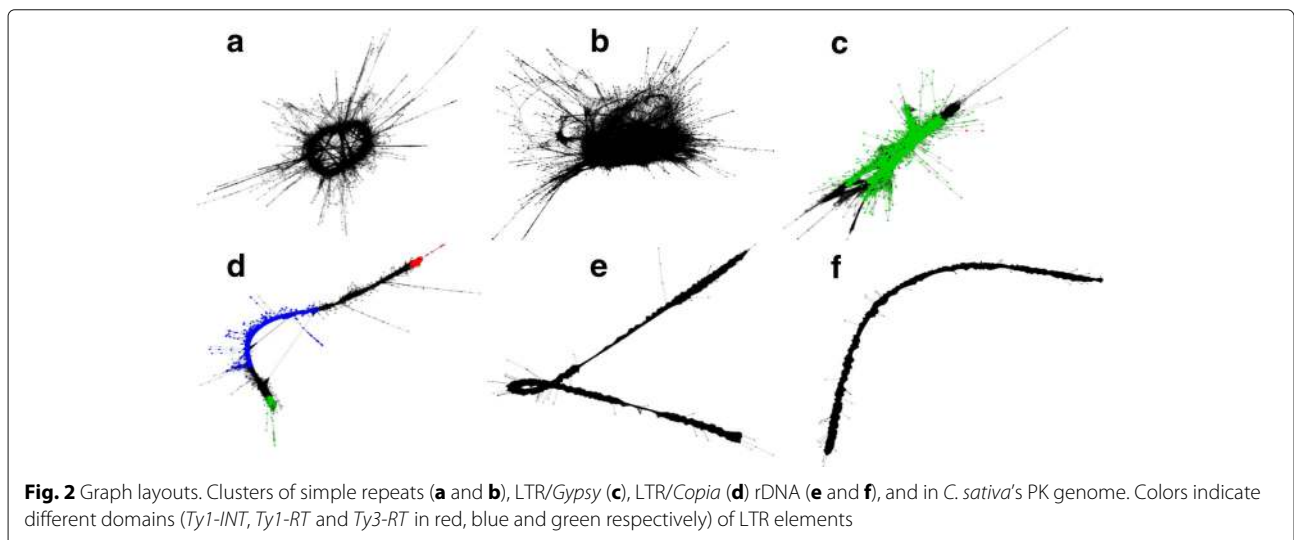 a
b
c
d
e
f
Fig. 2 Graph layouts. Clusters of simple repeats (a and b), LTR/Gypsy (c), LTR/Copia (d) rDNA (e and f), and in C. sativa's PK genome. Colors indicate
different domains (Ty1-INT, Ty1-RT and Ty3-RT in red, blue and green respectively) of LTR elements